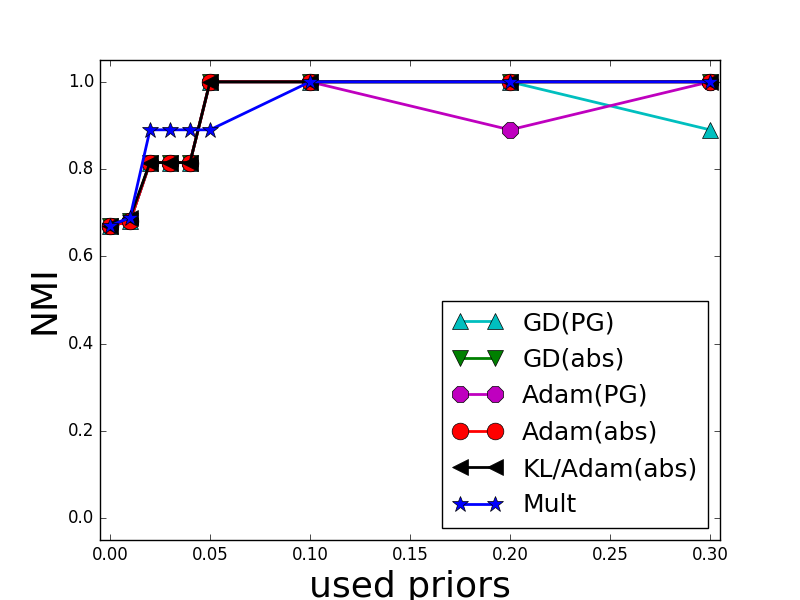 1.0
0.8
0.6
0.4
0.2
0.0
NMI
0.00 0.05 0.10 0.15 0.20 0.25 0.30
used priors
GD(PG)
GD(abs)
Adam(PG)
Adam(abs)
KL/Adam(abs)
Mult